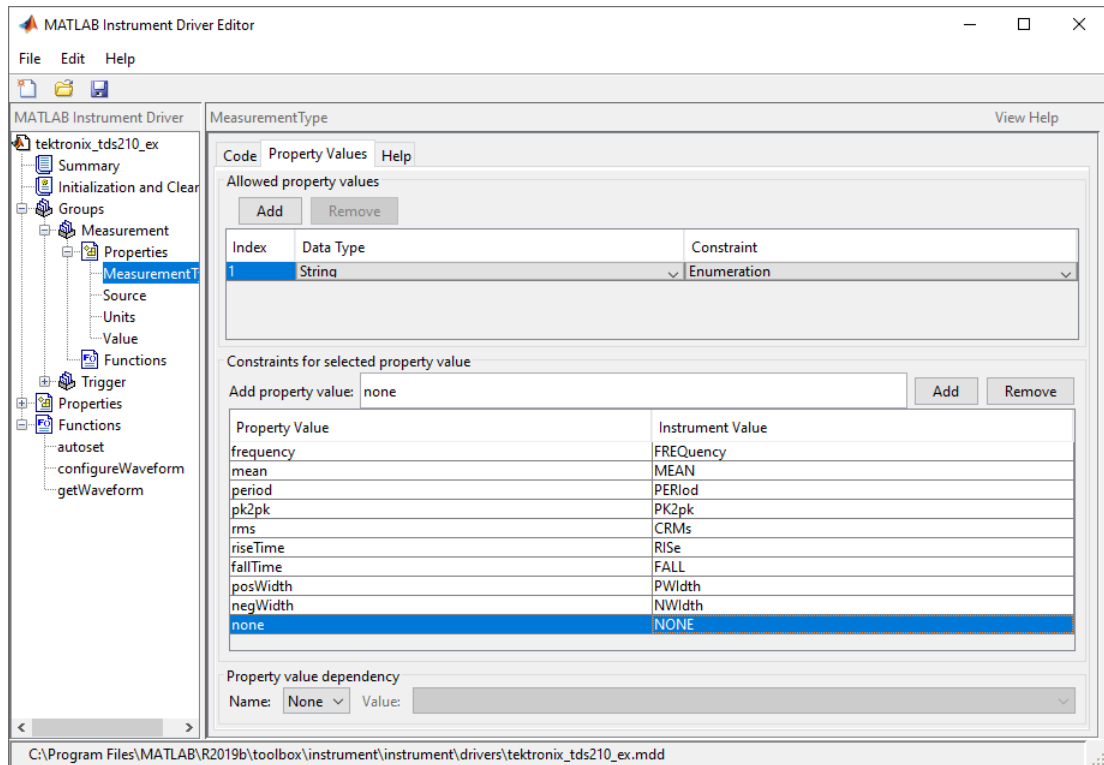 MATLAB Instrument Driver Editor
File Edit Help
MATLAB Instrument Driver
MeasurementType View Help
tektronix_tds210_ex
Summary
Initialization and Clear
Groups
Measurement
Properties
MeasurementT
Source
Units
Value
Functions
Trigger
Properties
Functions
autoset
configureWaveform
getWaveform
Code Property Values Help
Allowed property values
Add Remove
Index Data Type Constraint
1 String Enumeration
Constraints for selected property value
Add property value: none Add Remove
Property Value Instrument Value
frequency FREQuency
mean MEAN
period PERIod
pk2pk PK2pk
rms CRMs
riseTime RISe
fallTime FALL
posWidth PWIdth
negWidth NWIdth
none NONE
Property value dependency
Name: None Value:
C:\Program Files\MATLAB\R2019b\toolbox\instrument\instrument\drivers\tektronix_tds210_ex.mdd